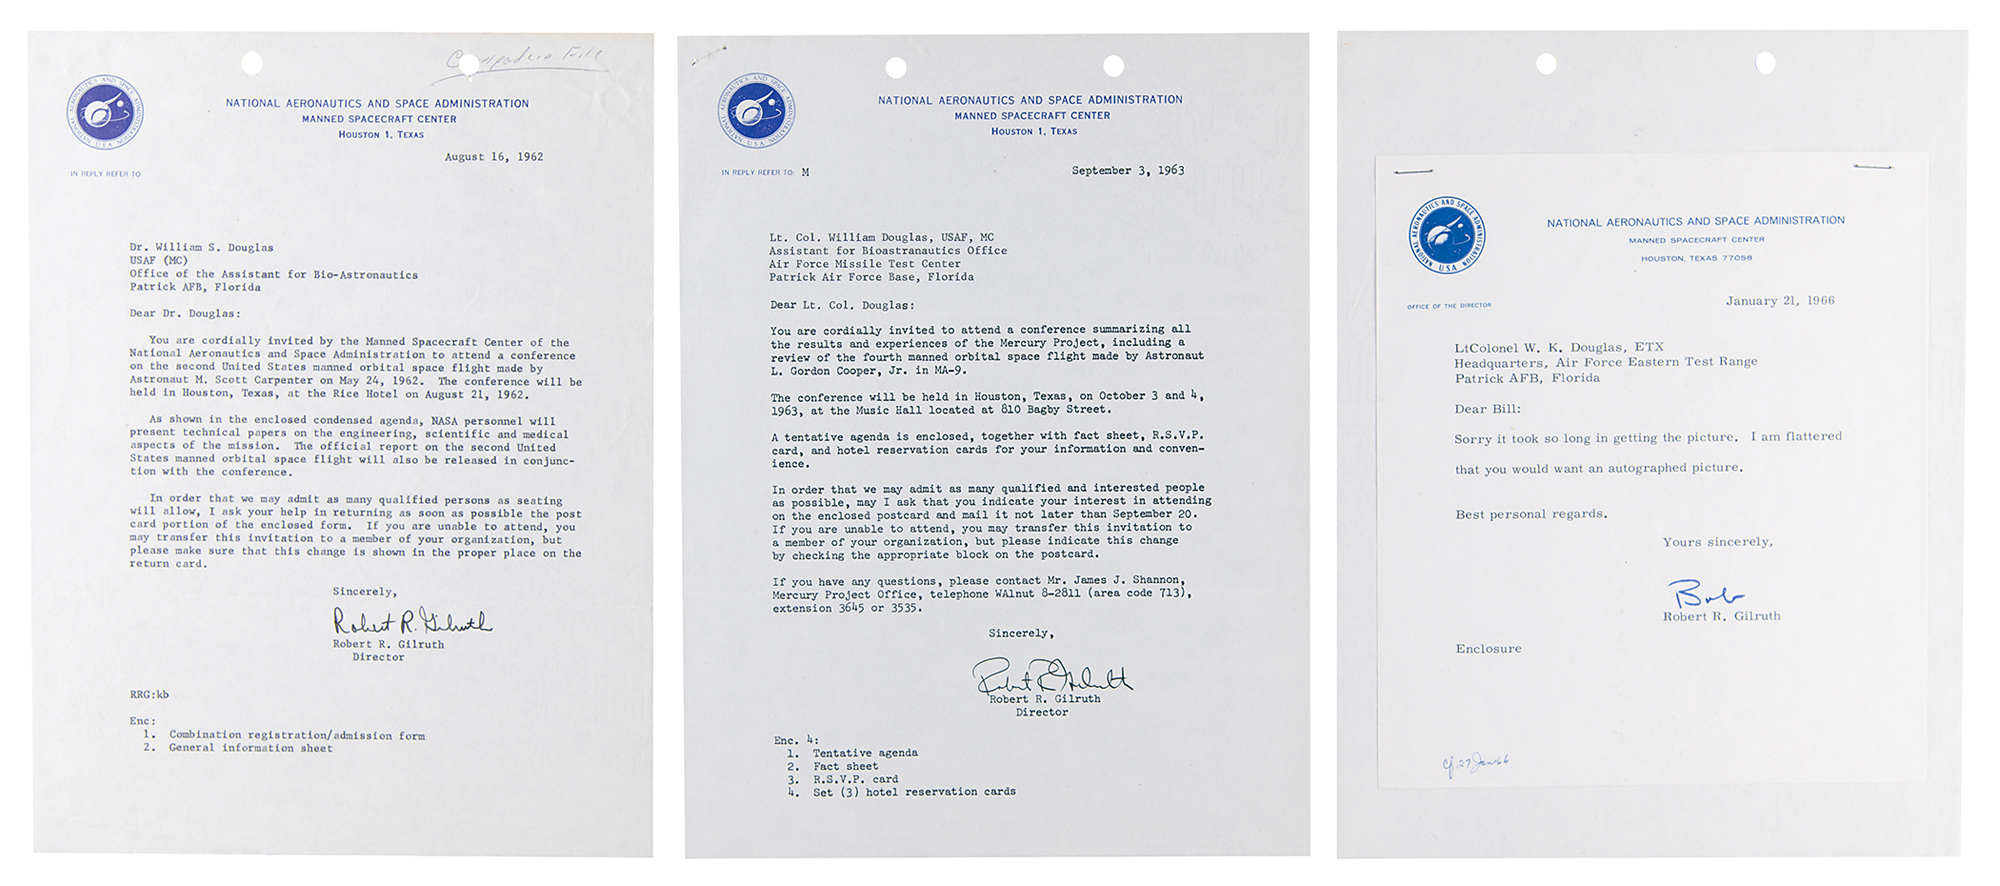 File
NATIONAL AERONAUTICS AND SPACE ADMINISTRATION
U.S.A.
NATIONAL AERONAUTICS AND SPACE ADMINISTRATION
MANNED SPACECRAFT CENTER
HOUSTON 1, TEXAS
August 16, 1962
IN REPLY REFER TO:
Dr. William S. Douglas
USAF (MC)
Office of the Assistant for Bio-Astronautics
Patrick AFB, Florida
Dear Dr. Douglas:
You are cordially invited by the Manned Spacecraft Center of the
National Aeronautics and Space Administration to attend a conference
on the second United States manned orbital space flight made by
Astronaut M. Scott Carpenter on May 24, 1962. The conference will be
held in Houston, Texas, at the Rice Hotel on August 21, 1962.
As shown in the enclosed condensed agenda, NASA personnel will
present technical papers on the engineering, scientific and medical
aspects of the mission. The official report on the second United
States manned orbital space flight will also be released in conjunc-
tion with the conference.
In order that we may admit as many qualified persons as seating
will allow, I ask your help in returning as soon as possible the post
card portion of the enclosed form. If you are unable to attend, you
may transfer this invitation to a member of your organization, but
please make sure that this change is shown in the proper place on the
return card.
Sincerely,
Robert R. Gilruth
Robert R. Gilruth
Director
RRG:kb
Enc:
1. Combination registration/admission form
2. General information sheet
NATIONAL AERONAUTICS AND SPACE ADMINISTRATION
U.S.A.
NATIONAL AERONAUTICS AND SPACE ADMINISTRATION
MANNED SPACECRAFT CENTER
HOUSTON 1, TEXAS
IN REPLY REFER TO: M
September 3, 1963
Lt. Col. William Douglas, USAF, MC
Assistant for Bioastranautics Office
Air Force Missile Test Center
Patrick Air Force Base, Florida
Dear Lt. Col. Douglas:
You are cordially invited to attend a conference summarizing all
the results and experiences of the Mercury Project, including a
review of the fourth manned orbital space flight made by Astronaut
L. Gordon Cooper, Jr. in MA-9.
The conference will be held in Houston, Texas, on October 3 and 4,
1963, at the Music Hall located at 810 Bagby Street.
A tentative agenda is enclosed, together with fact sheet, R.S.V.P.
card, and hotel reservation cards for your information and conven-
ience.
In order that we may admit as many qualified and interested people
as possible, may I ask that you indicate your interest in attending
on the enclosed postcard and mail it not later than September 20.
If you are unable to attend, you may transfer this invitation to
a member of your organization, but please indicate this change
by checking the appropriate block on the postcard.
If you have any questions, please contact Mr. James J. Shannon,
Mercury Project Office, telephone WAlnut 8-2811 (area code 713),
extension 3645 or 3535.
Sincerely,
Robert R. Gilruth
Robert R. Gilruth
Director
Enc. 4:
1. Tentative agenda
2. Fact sheet
3. R.S.V.P. card
4. Set (3) hotel reservation cards
NATIONAL AERONAUTICS AND SPACE ADMINISTRATION
USA
NATIONAL AERONAUTICS AND SPACE ADMINISTRATION
MANNED SPACECRAFT CENTER
HOUSTON, TEXAS 77058
OFFICE OF THE DIRECTOR
January 21, 1966
LtColonel W. K. Douglas, ETX
Headquarters, Air Force Eastern Test Range
Patrick AFB, Florida
Dear Bill:
Sorry it took so long in getting the picture. I am flattered
that you would want an autographed picture.
Best personal regards.
Yours sincerely,
Bob
Robert R. Gilruth
Enclosure
27 Jan 66